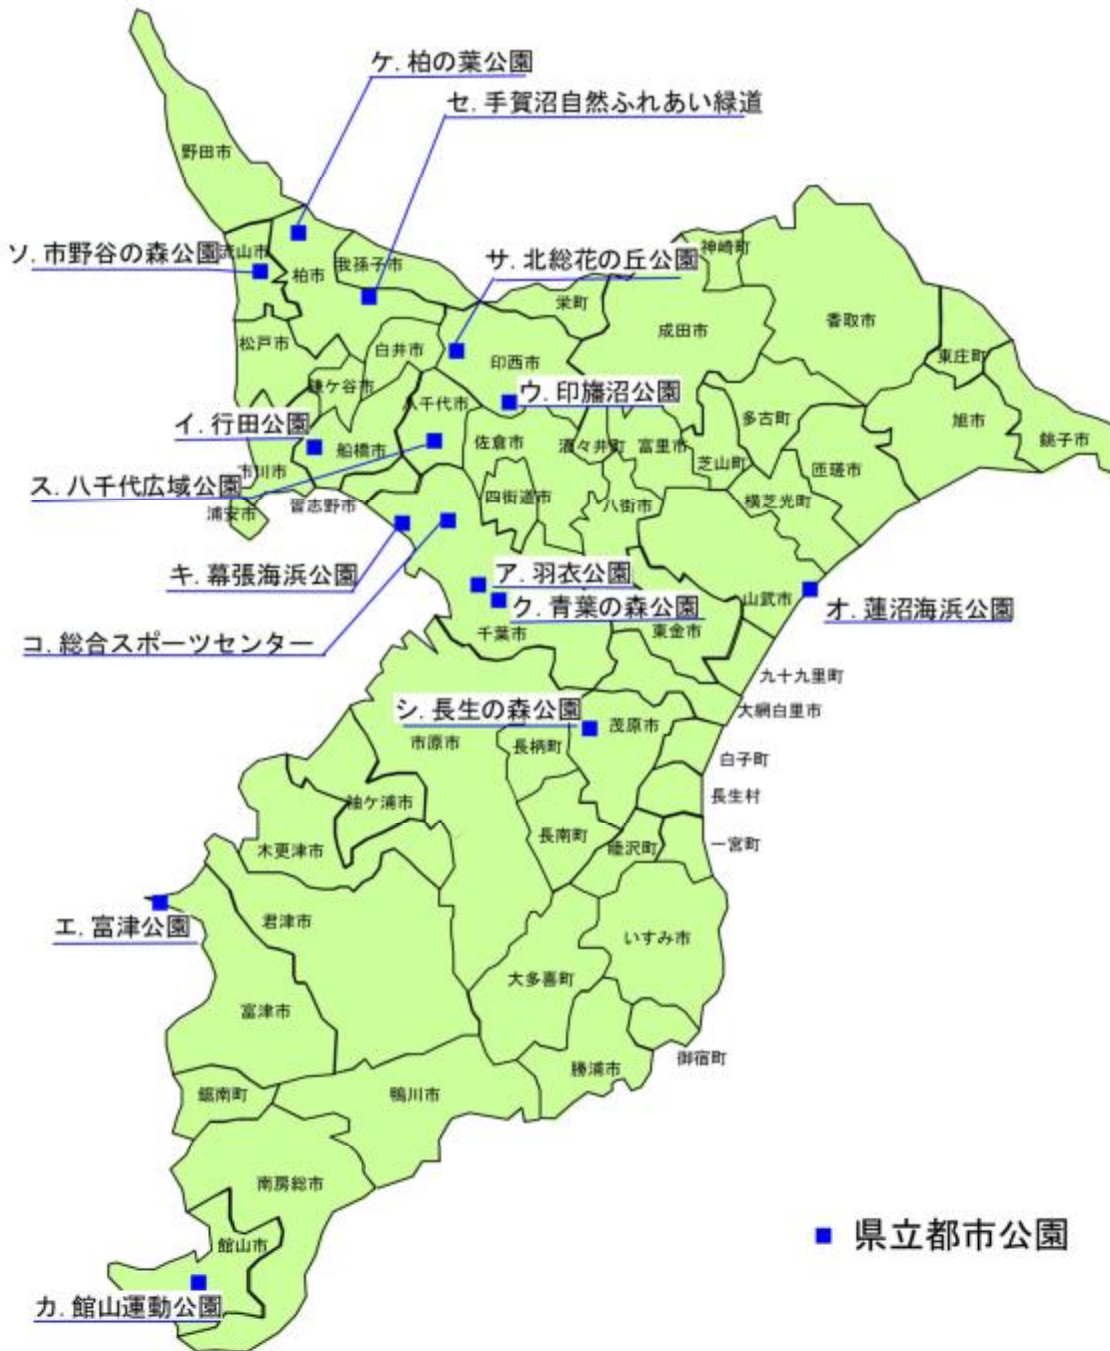 ケ. 柏の葉公園
セ. 手賀沼自然ふれあい緑道
野田市
ソ. 市野谷の森公園
流山市
柏市
我孫子市
サ. 北総花の丘公園
神崎町
栄町
成田市
香取市
松戸市
白井市
印西市
東庄町
鎌ケ谷市
八千代市
ウ. 印旛沼公園
多古町
旭市
銚子市
イ. 行田公園
船橋市
佐倉市
酒々井町
富里市
芝山町
匝瑳市
市川市
ス. 八千代広域公園
四街道市
八街市
横芝光町
浦安市
習志野市
キ. 幕張海浜公園
ア. 羽衣公園
ク. 青葉の森公園
山武市
オ. 蓮沼海浜公園
コ. 総合スポーツセンター
千葉市
東金市
九十九里町
シ. 長生の森公園
大網白里市
市原市
長柄町
茂原市
白子町
袖ケ浦市
長生村
木更津市
長南町
睦沢町
一宮町
エ. 富津公園
君津市
いすみ市
大多喜町
富津市
御宿町
勝浦市
鋸南町
鴨川市
南房総市
館山市
県立都市公園
カ. 館山運動公園